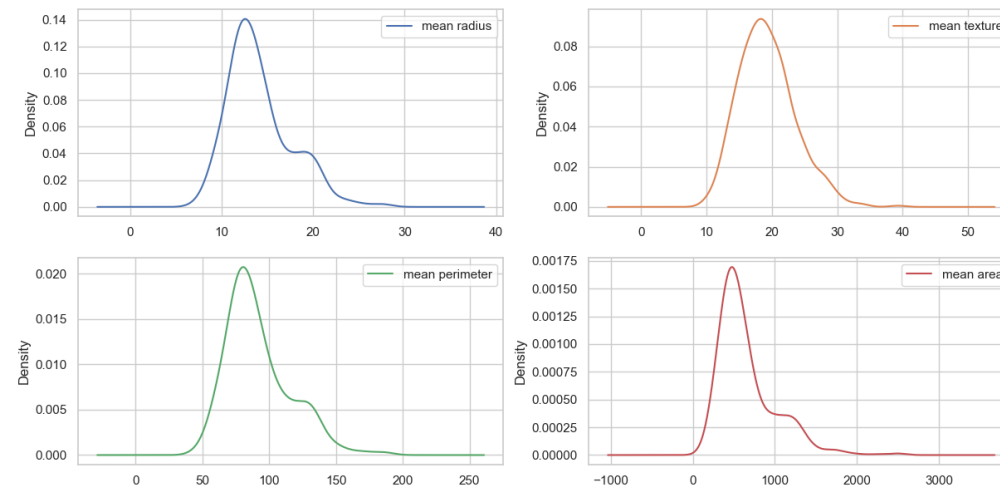 mean radius
0.14
0.12
0.10
0.08
0.06
0.04
0.02
0.00
Density
0 10 20 30 40
mean texture
0.08
0.06
0.04
0.02
0.00
Density
0 10 20 30 40 50
mean perimeter
0.020
0.015
0.010
0.005
0.000
Density
0 50 100 150 200 250
mean area
0.00175
0.00150
0.00125
0.00100
0.00075
0.00050
0.00025
0.00000
Density
−1000 0 1000 2000 3000